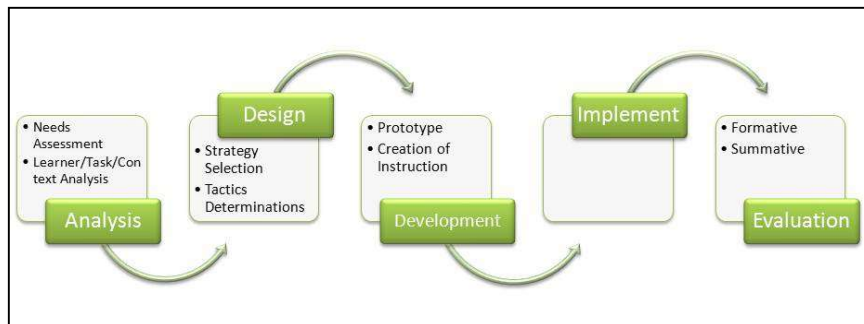 • Needs
Assessment
• Learner/Task/Con
text Analysis
Analysis
Design
• Strategy
Selection
• Tactics
Determinations
• Prototype
• Creation of
Instruction
Development
Implement
• Formative
• Summative
Evaluation